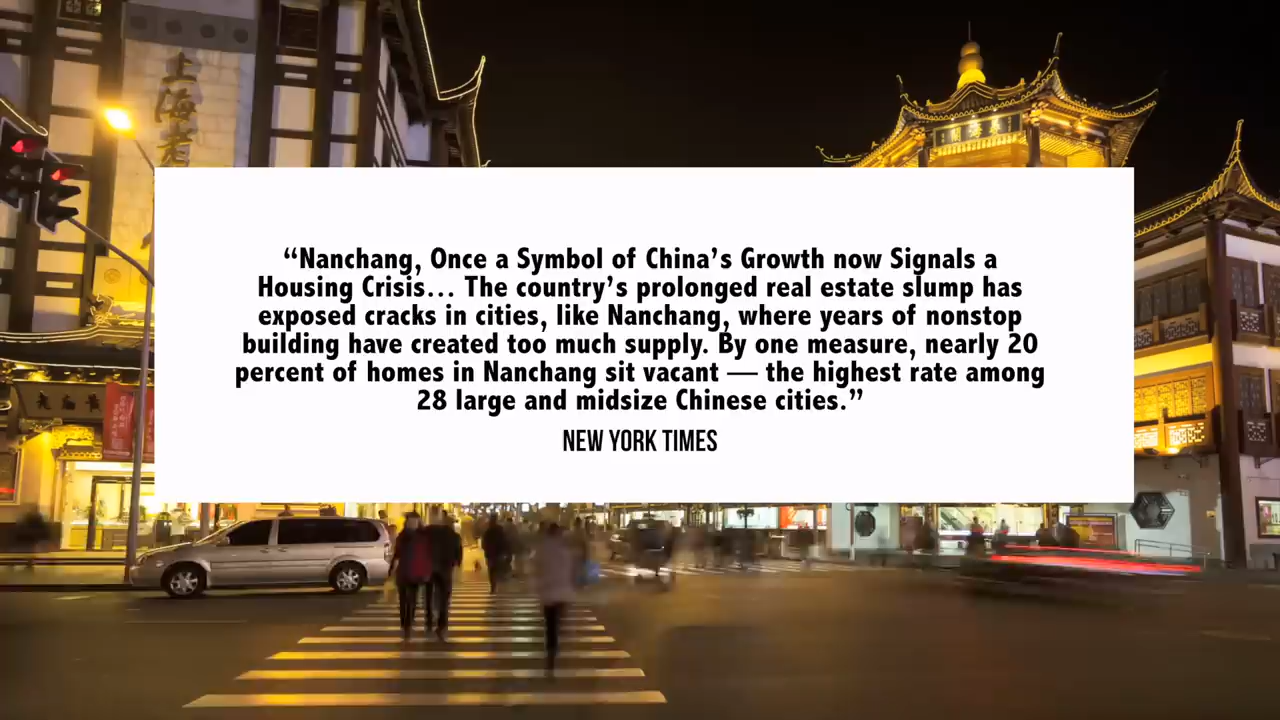 上海老
“Nanchang, Once a Symbol of China’s Growth now Signals a
Housing Crisis… The country’s prolonged real estate slump has
exposed cracks in cities, like Nanchang, where years of nonstop
building have created too much supply. By one measure, nearly 20
percent of homes in Nanchang sit vacant — the highest rate among
28 large and midsize Chinese cities.”
NEW YORK TIMES